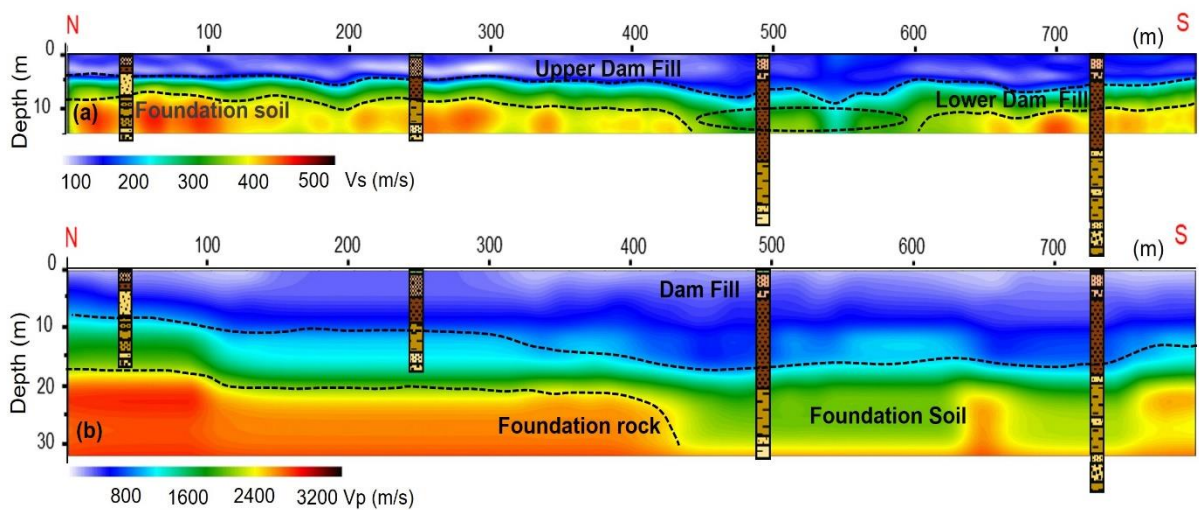 N S
100 200 300 400 500 600 700 (m)
0
10
Depth (m
Upper Dam Fill
Lower Dam Fill
Foundation soil
(a)
100 200 300 400 500 Vs (m/s)
N S
100 200 300 400 500 600 700 (m)
0
10
20
30
Depth (m)
Dam Fill
Foundation rock
Foundation Soil
(b)
800 1600 2400 3200 Vp (m/s)